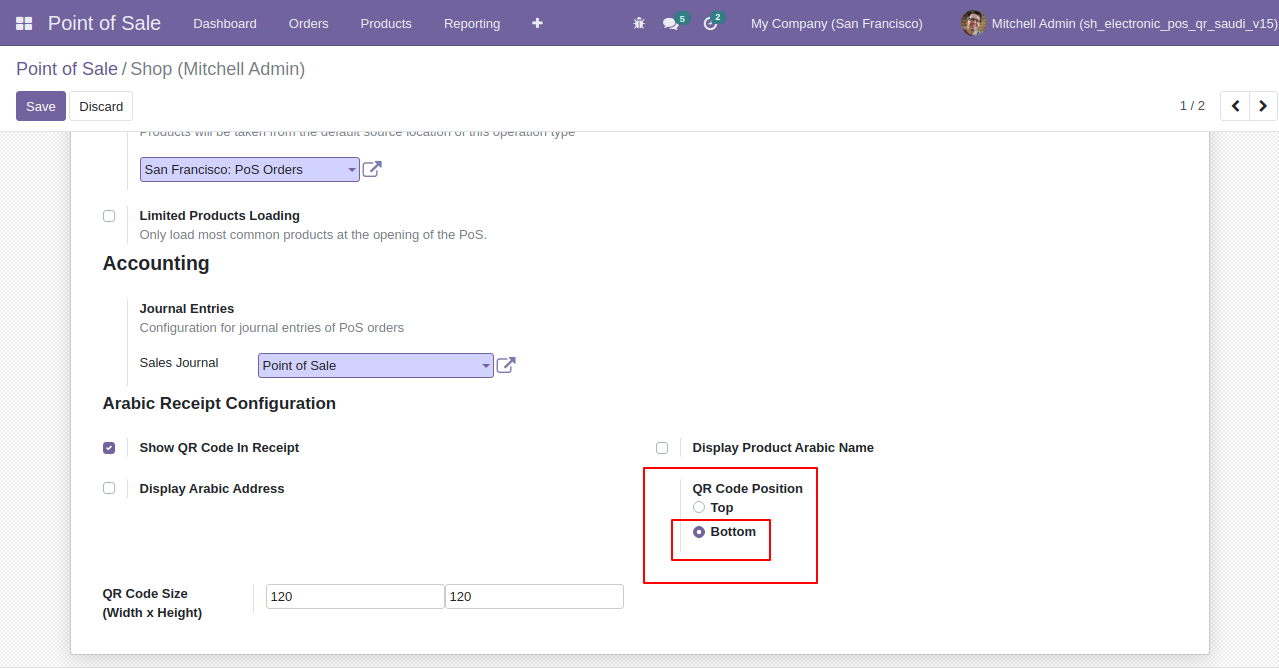 Point of Sale Dashboard Orders Products Reporting 5 2 My Company (San Francisco) Mitchell Admin (sh_electronic_pos_qr_saudi_v15)
Point of Sale / Shop (Mitchell Admin)
Save Discard 1 / 2
Products will be taken from the default source location of this operation type
San Francisco: PoS Orders
Limited Products Loading
Only load most common products at the opening of the PoS.
Accounting
Journal Entries
Configuration for journal entries of PoS orders
Sales Journal Point of Sale
Arabic Receipt Configuration
Show QR Code In Receipt Display Product Arabic Name
Display Arabic Address QR Code Position
Top
Bottom
QR Code Size 120 120
(Width x Height)